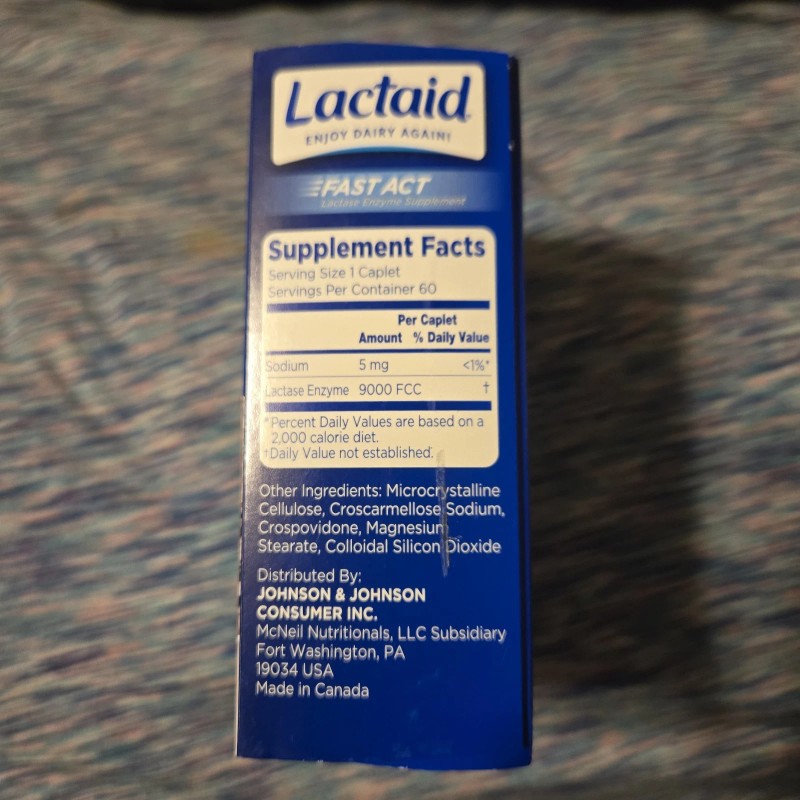 Lactaid
ENJOY DAIRY AGAIN!
FAST ACT
Lactase Enzyme Supplement
Supplement Facts
Serving Size 1 Caplet
Servings Per Container 60
Per Caplet
Amount % Daily Value
Sodium 5 mg <1%*
Lactase Enzyme 9000 FCC †
*Percent Daily Values are based on a
2,000 calorie diet.
†Daily Value not established.
Other Ingredients: Microcrystalline
Cellulose, Croscarmellose Sodium,
Crospovidone, Magnesium
Stearate, Colloidal Silicon Dioxide
Distributed By:
JOHNSON & JOHNSON
CONSUMER INC.
McNeil Nutritionals, LLC Subsidiary
Fort Washington, PA
19034 USA
Made in Canada